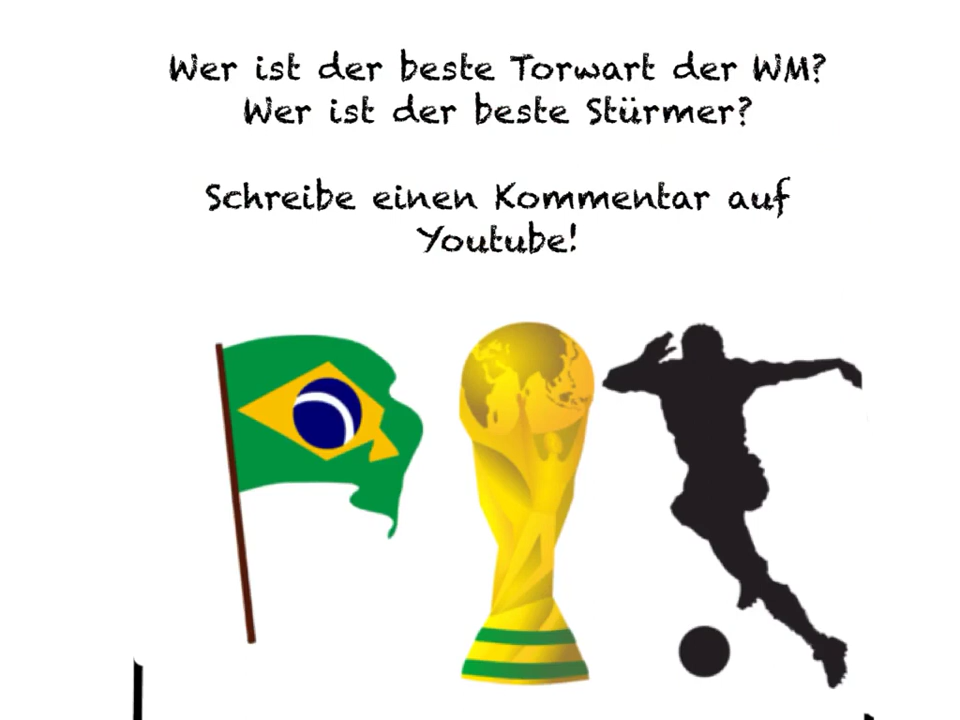 Wer ist der beste Torwart der WM?
Wer ist der beste Stürmer?
Schreibe einen Kommentar auf
Youtube!